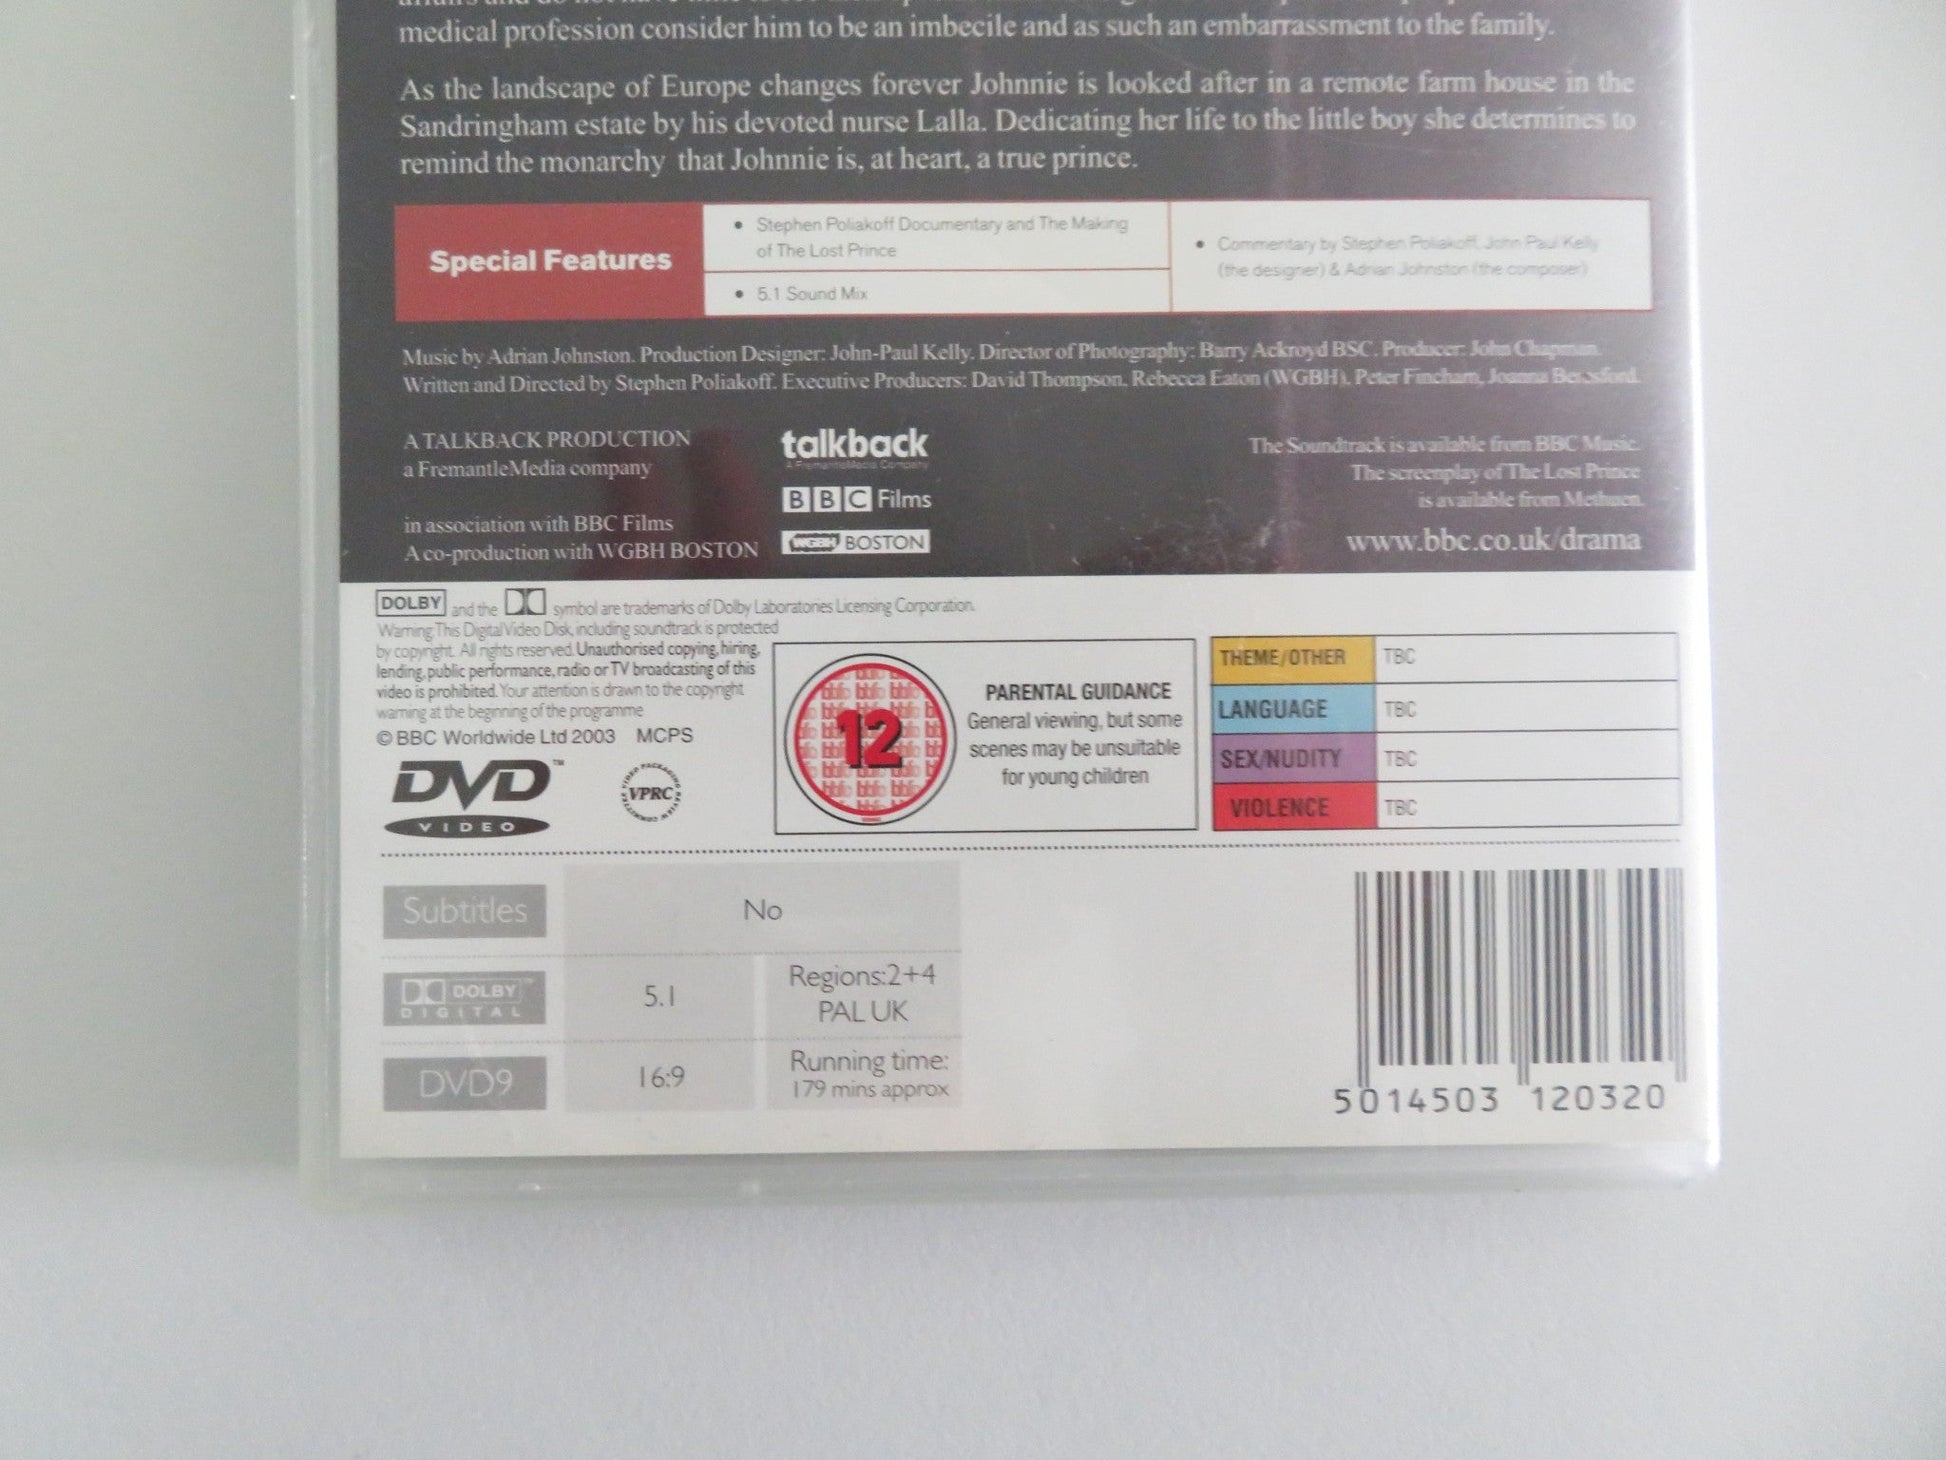 medical profession consider him to be an imbecile and as such an embarrassment to the family.
As the landscape of Europe changes forever Johnnie is looked after in a remote farm house in the
Sandringham estate by his devoted nurse Lalla. Dedicating her life to the little boy she determines to
remind the monarchy that Johnnie is, at heart, a true prince.
Special Features
• Stephen Poliakoff Documentary and The Making
of The Lost Prince
• 5.1 Sound Mix
• Commentary by Stephen Poliakoff, John Paul Kelly
(the designer) & Adrian Johnston (the composer)
Music by Adrian Johnston. Production Designer: John-Paul Kelly. Director of Photography: Barry Ackroyd BSC. Producer: John Chapman.
Written and Directed by Stephen Poliakoff. Executive Producers: David Thompson, Rebecca Eaton (WGBH), Peter Fincham, Joanna Beresford.
A TALKBACK PRODUCTION
a FremantleMedia company
in association with BBC Films
A co-production with WGBH BOSTON
talkback
A FremantleMedia Company
BBC Films
WGBH BOSTON
The Soundtrack is available from BBC Music.
The screenplay of The Lost Prince
is available from Methuen.
www.bbc.co.uk/drama
DOLBY and the symbol are trademarks of Dolby Laboratories Licensing Corporation.
Warning. This Digital Video Disk, including soundtrack is protected
by copyright. All rights reserved. Unauthorised copying, hiring,
lending, public performance, radio or TV broadcasting of this
video is prohibited. Your attention is drawn to the copyright
warning at the beginning of the programme
© BBC Worldwide Ltd 2003 MCPS
DVD™
VIDEO
VIDEO PACKAGING REVIEW COMMITTEE
VPRC
bbfc
12
PARENTAL GUIDANCE
General viewing, but some
scenes may be unsuitable
for young children
THEME/OTHER TBC
LANGUAGE TBC
SEX/NUDITY TBC
VIOLENCE TBC
Subtitles No
DOLBY™
DIGITAL
5.1
Regions:2+4
PAL UK
DVD9
16:9
Running time:
179 mins approx
5014503 120320